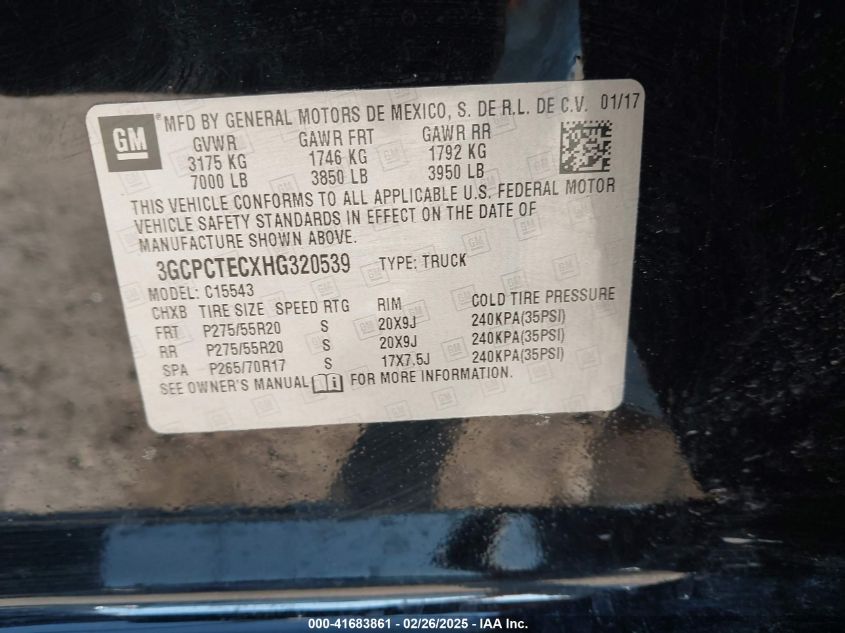 GM ® MFD BY GENERAL MOTORS DE MEXICO, S. DE R.L. DE C.V. 01/17
GVWR GAWR FRT GAWR RR
3175 KG 1746 KG 1792 KG
7000 LB 3850 LB 3950 LB
THIS VEHICLE CONFORMS TO ALL APPLICABLE U.S. FEDERAL MOTOR
VEHICLE SAFETY STANDARDS IN EFFECT ON THE DATE OF
MANUFACTURE SHOWN ABOVE.
3GCPCTECXHG320539 TYPE: TRUCK
MODEL: C15543
CHXB TIRE SIZE SPEED RTG RIM COLD TIRE PRESSURE
FRT P275/55R20 S 20X9J 240KPA(35PSI)
RR P275/55R20 S 20X9J 240KPA(35PSI)
SPA P265/70R17 S 17X7.5J 240KPA(35PSI)
SEE OWNER'S MANUAL FOR MORE INFORMATION.
000-41683861 - 02/26/2025 - IAA Inc.